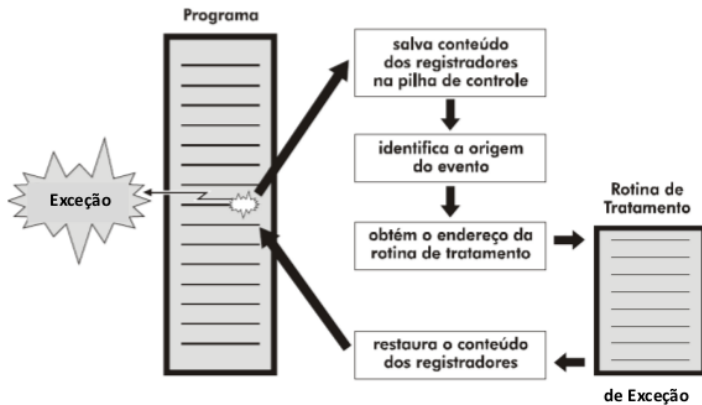 Programa
salva conteúdo
dos registradores
na pilha de controle
identifica a origem
do evento
Exceção
Rotina de
Tratamento
obtém o endereço da
rotina de tratamento
restaura o conteúdo
dos registradores
de Exceção